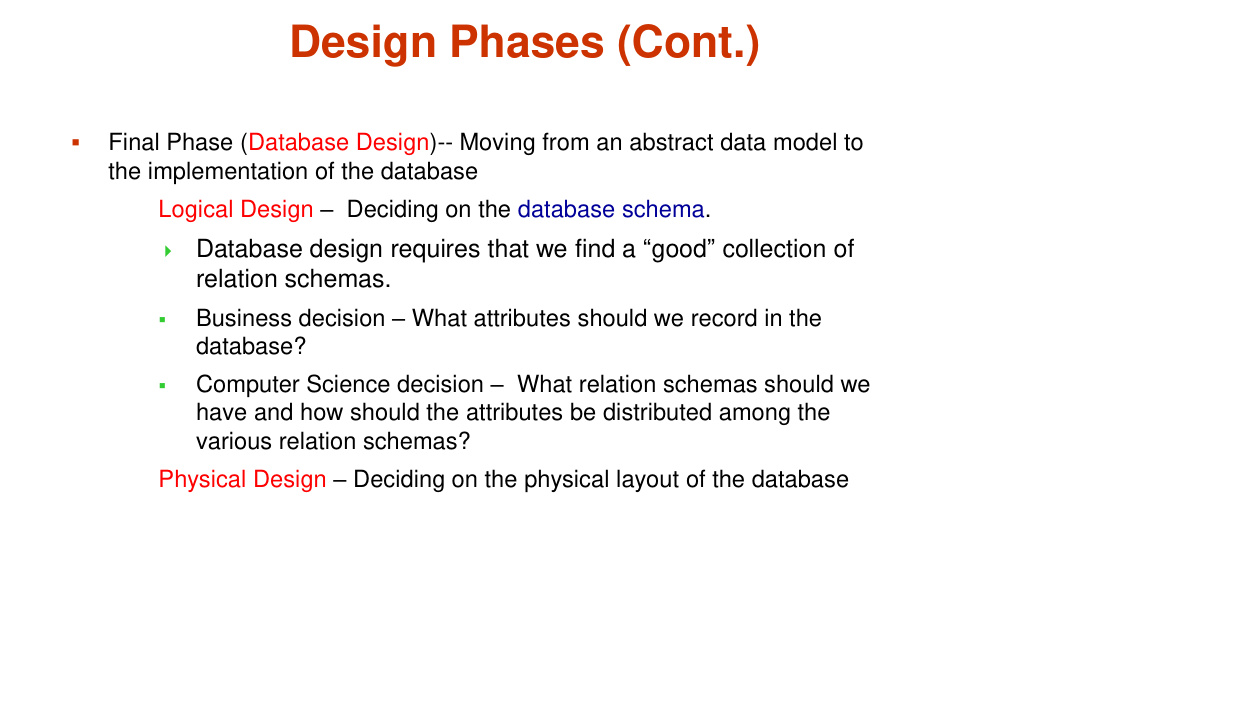 Design Phases (Cont.)
Final Phase (Database Design)-- Moving from an abstract data model to
the implementation of the database
Logical Design –  Deciding on the database schema.
Database design requires that we find a “good” collection of
relation schemas.
Business decision – What attributes should we record in the
database?
Computer Science decision –  What relation schemas should we
have and how should the attributes be distributed among the
various relation schemas?
Physical Design – Deciding on the physical layout of the database